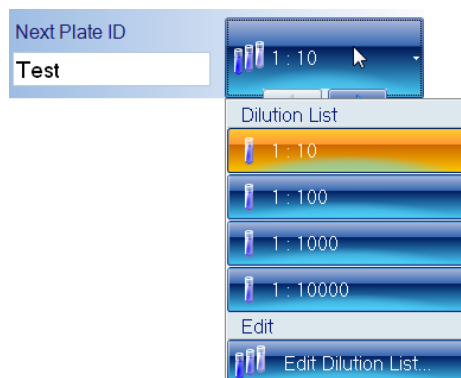 Next Plate ID
Test
1 : 10
Dilution List
1 : 10
1 : 100
1 : 1000
1 : 10000
Edit
Edit Dilution List...